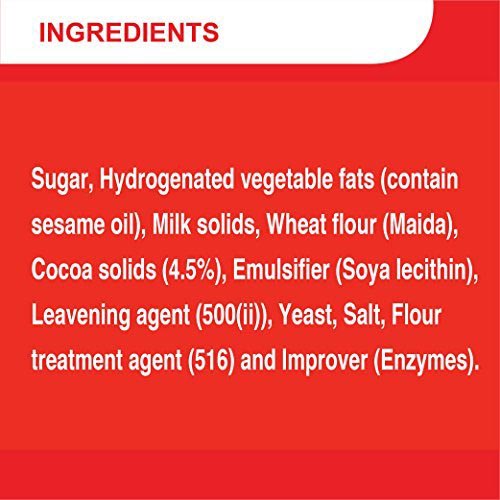 INGREDIENTS
Sugar, Hydrogenated vegetable fats (contain
sesame oil), Milk solids, Wheat flour (Maida),
Cocoa solids (4.5%), Emulsifier (Soya lecithin),
Leavening agent (500(ii)), Yeast, Salt, Flour
treatment agent (516) and Improver (Enzymes).